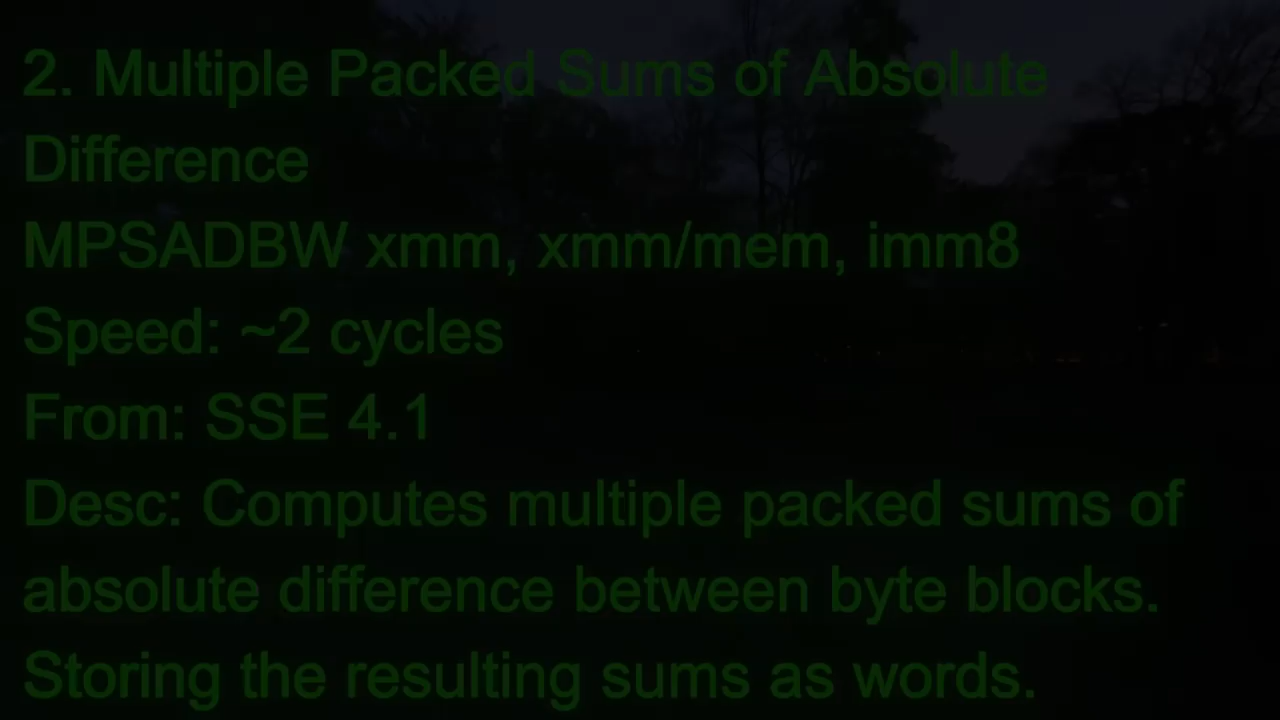 2. Multiple Packed Sums of Absolute
Difference
MPSADBW xmm, xmm/mem, imm8
Speed: ~2 cycles
From: SSE 4.1
Desc: Computes multiple packed sums of
absolute difference between byte blocks.
Storing the resulting sums as words.